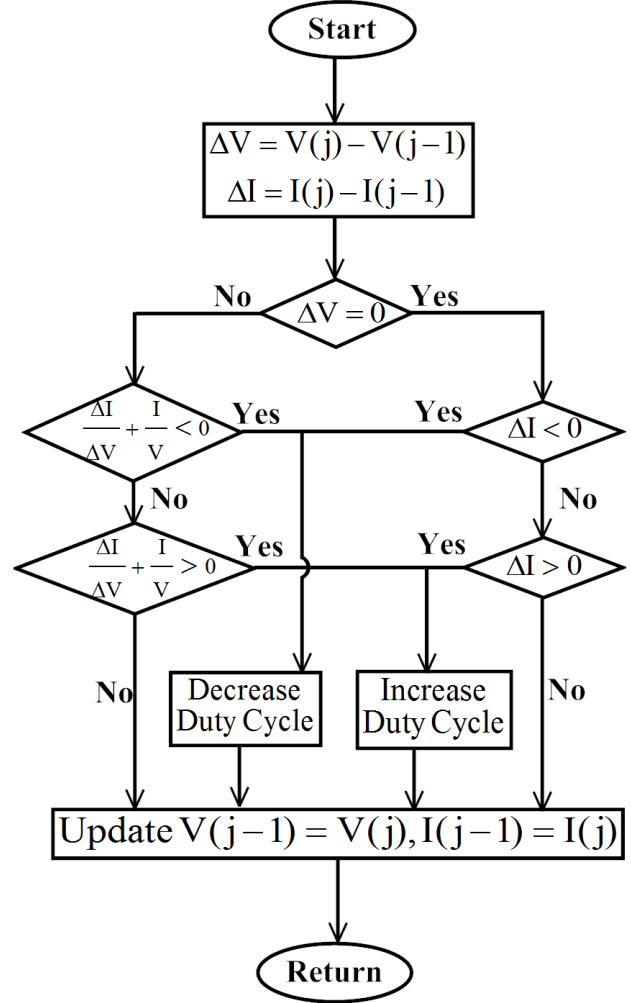 Start
ΔV = V(j) − V(j−1)
ΔI = I(j) − I(j−1)
No
Yes
ΔV = 0
ΔI/ΔV + I/V < 0
Yes
Yes
ΔI < 0
No
No
ΔI/ΔV + I/V > 0
Yes
Yes
ΔI > 0
No
Decrease
Duty Cycle
Increase
Duty Cycle
No
Update V(j−1) = V(j), I(j−1) = I(j)
Return